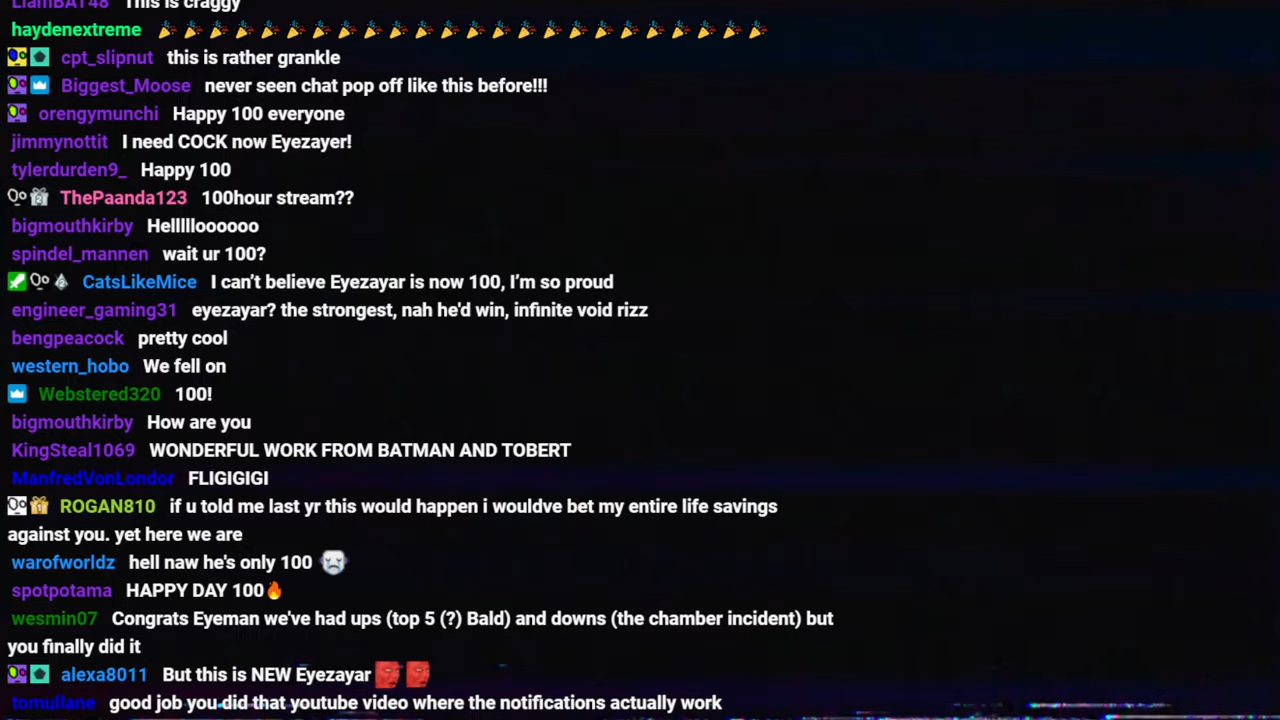 LiamBAT48 This is craggy
haydenextreme 🎉 🎉 🎉 🎉 🎉 🎉 🎉 🎉 🎉 🎉 🎉 🎉 🎉 🎉 🎉 🎉 🎉 🎉 🎉 🎉 🎉 🎉 🎉 🎉
cpt_slipnut this is rather grankle
Biggest_Moose never seen chat pop off like this before!!!
orengymunchi Happy 100 everyone
jimmynottit I need COCK now Eyezayer!
tylerdurden9_ Happy 100
ThePaanda123 100hour stream??
bigmouthkirby Hellllloooooo
spindel_mannen wait ur 100?
CatsLikeMice I can’t believe Eyezayar is now 100, I’m so proud
engineer_gaming31 eyezayar? the strongest, nah he'd win, infinite void rizz
bengpeacock pretty cool
western_hobo We fell on
Webstered320 100!
bigmouthkirby How are you
KingSteal1069 WONDERFUL WORK FROM BATMAN AND TOBERT
ManfredVonLondor FLIGIGIGI
ROGAN810 if u told me last yr this would happen i wouldve bet my entire life savings
against you. yet here we are
warofworldz hell naw he's only 100
spotpotama HAPPY DAY 100🔥
wesmin07 Congrats Eyeman we've had ups (top 5 (?) Bald) and downs (the chamber incident) but
you finally did it
alexa8011 But this is NEW Eyezayar
tomullane good job you did that youtube video where the notifications actually work